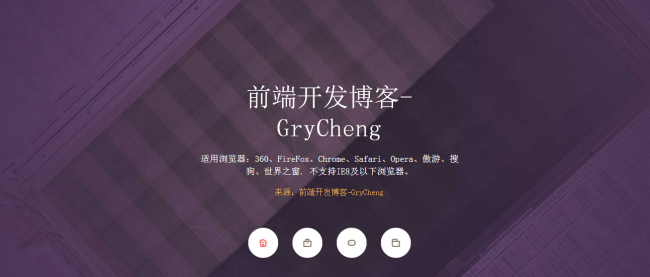 前端开发博客-
GryCheng
适用浏览器：360、FireFox、Chrome、Safari、Opera、傲游、搜
狗、世界之窗. 不支持IE8及以下浏览器。
来源：前端开发博客-GryCheng